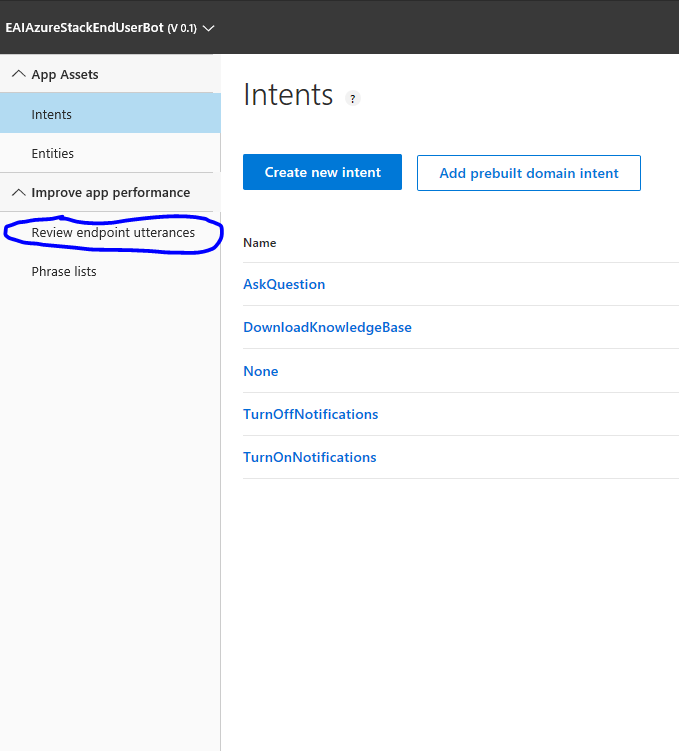 EAIAzureStackEndUserBot (V 0.1)
App Assets
Intents
Entities
Improve app performance
Review endpoint utterances
Phrase lists
Intents ?
Create new intent
Add prebuilt domain intent
Name
AskQuestion
DownloadKnowledgeBase
None
TurnOffNotifications
TurnOnNotifications